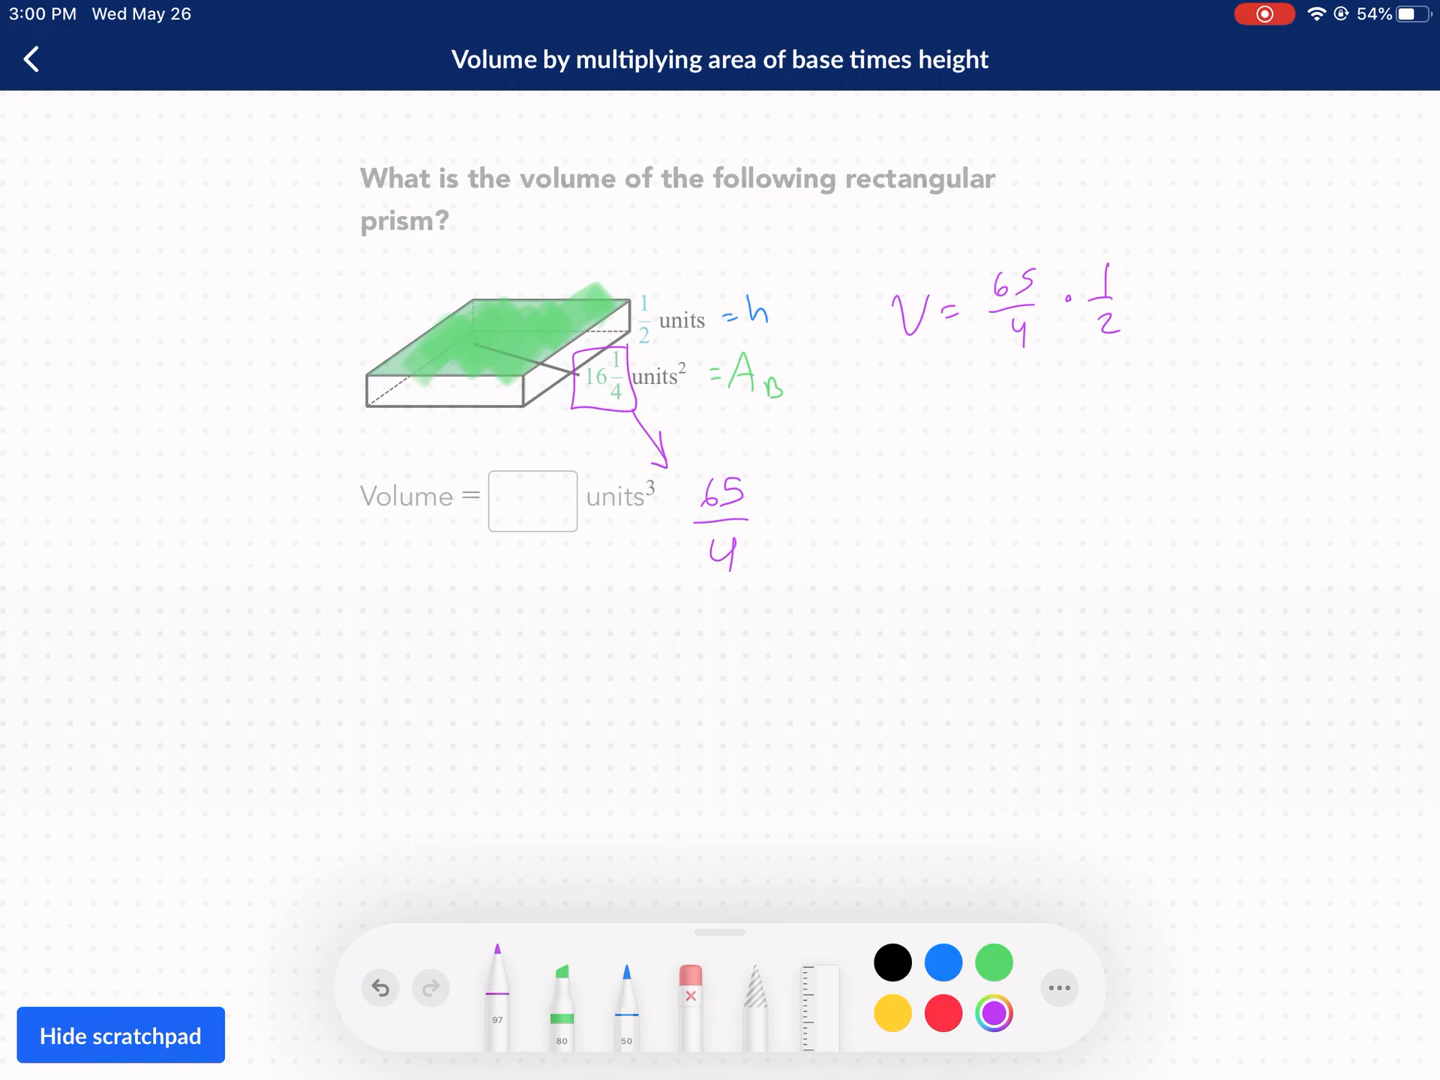 3:00 PM Wed May 26
54%
Volume by multiplying area of base times height
What is the volume of the following rectangular
prism?
1/2 units = h
16 1/4 units² = A_B
V = 65/4 · 1/2
Volume = units³
65/4
97
80
50
Hide scratchpad